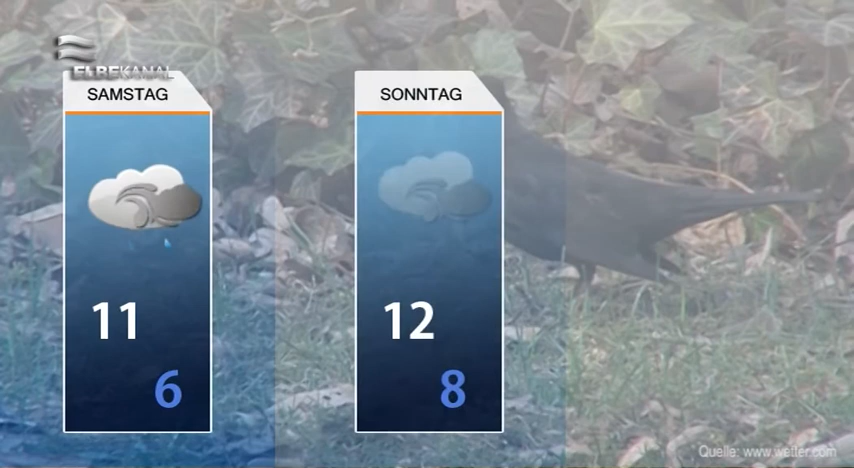 ELBEKANAL
SAMSTAG
SONNTAG
11
12
6
8
Quelle: www.wetter.com